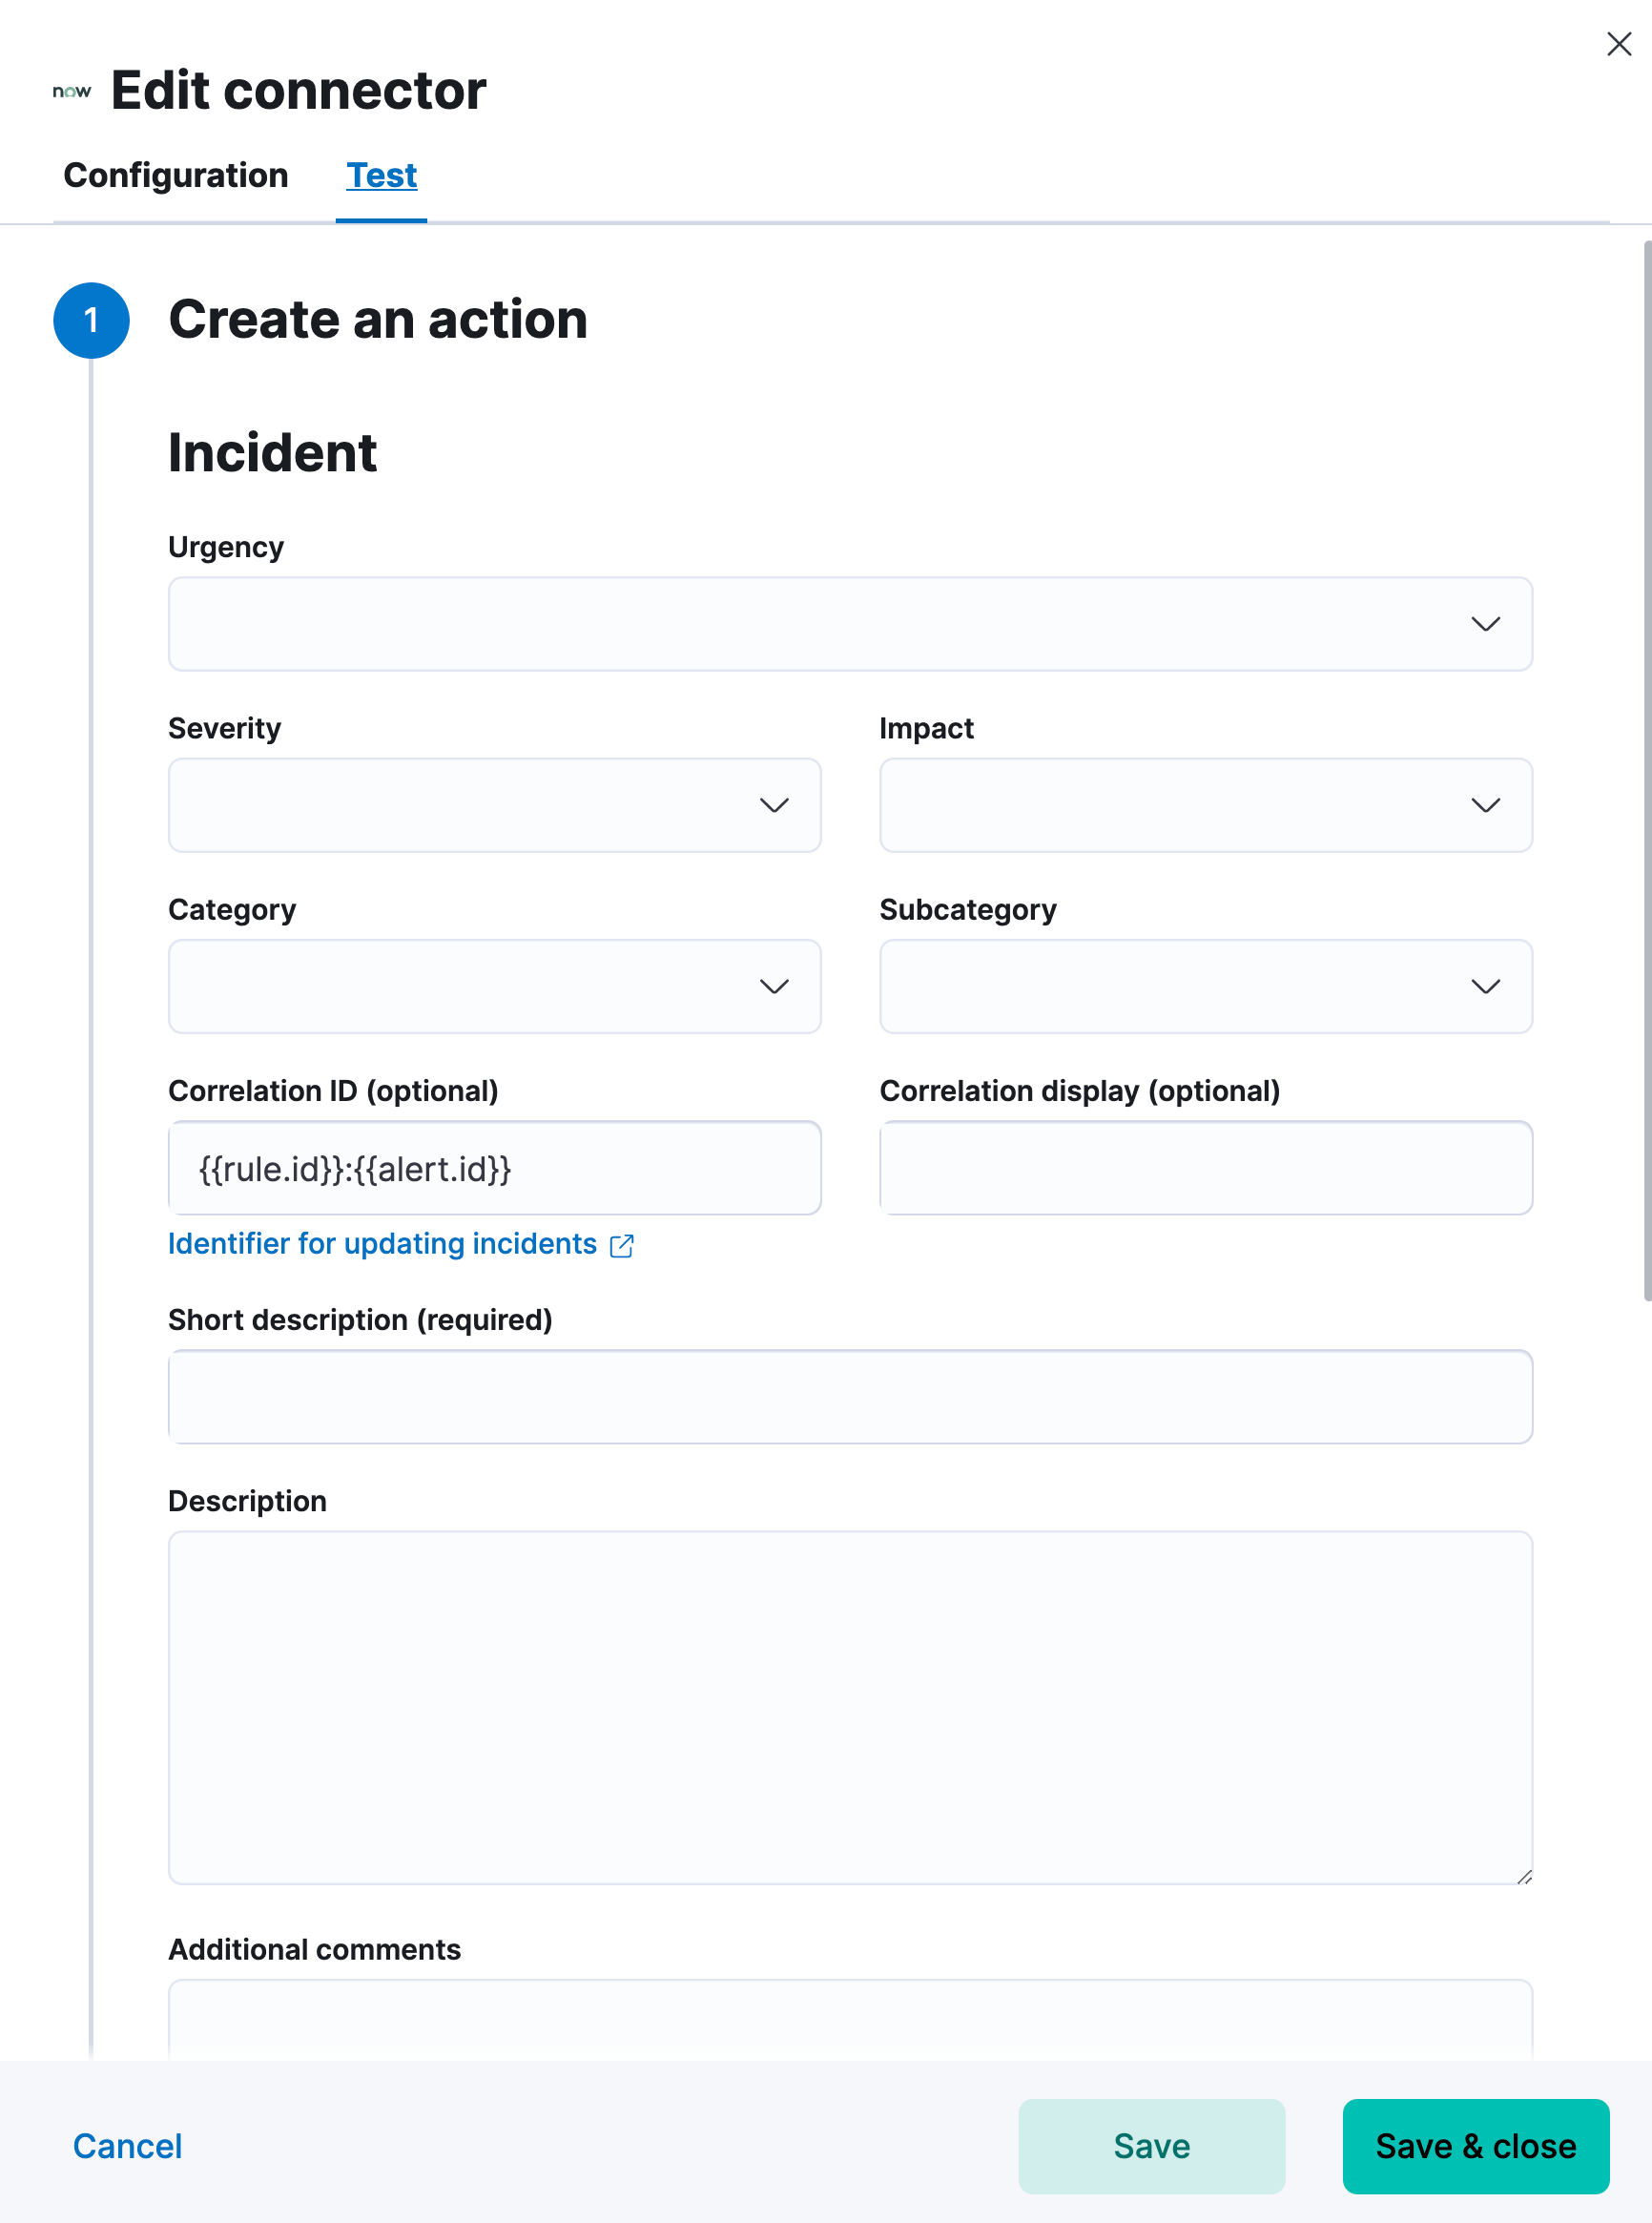 now Edit connector
Configuration Test
1 Create an action
Incident
Urgency
Severity Impact
Category Subcategory
Correlation ID (optional) Correlation display (optional)
{{rule.id}}:{{alert.id}}
Identifier for updating incidents
Short description (required)
Description
Additional comments
Cancel Save Save & close